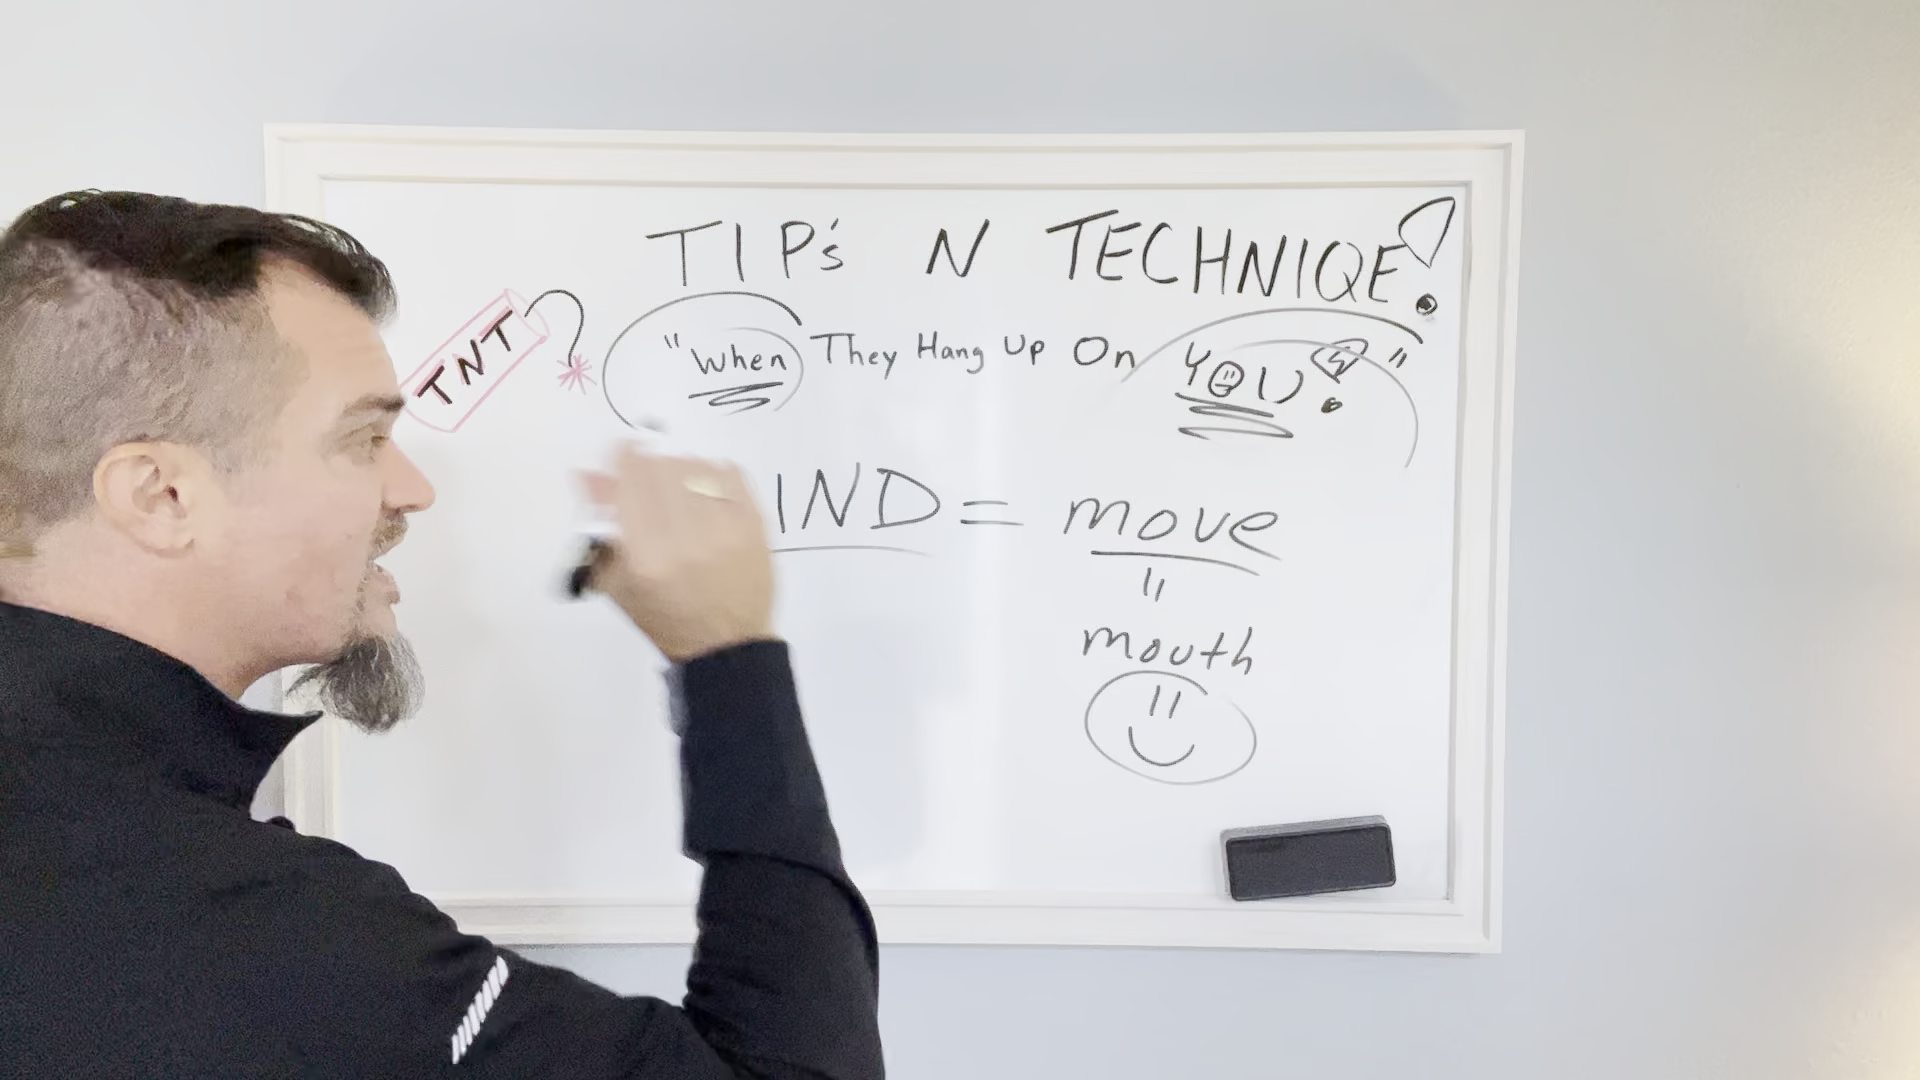 TIP's N TECHNIQE!
TNT
"When They Hang Up On YOU!"
IND = move
"
mouth